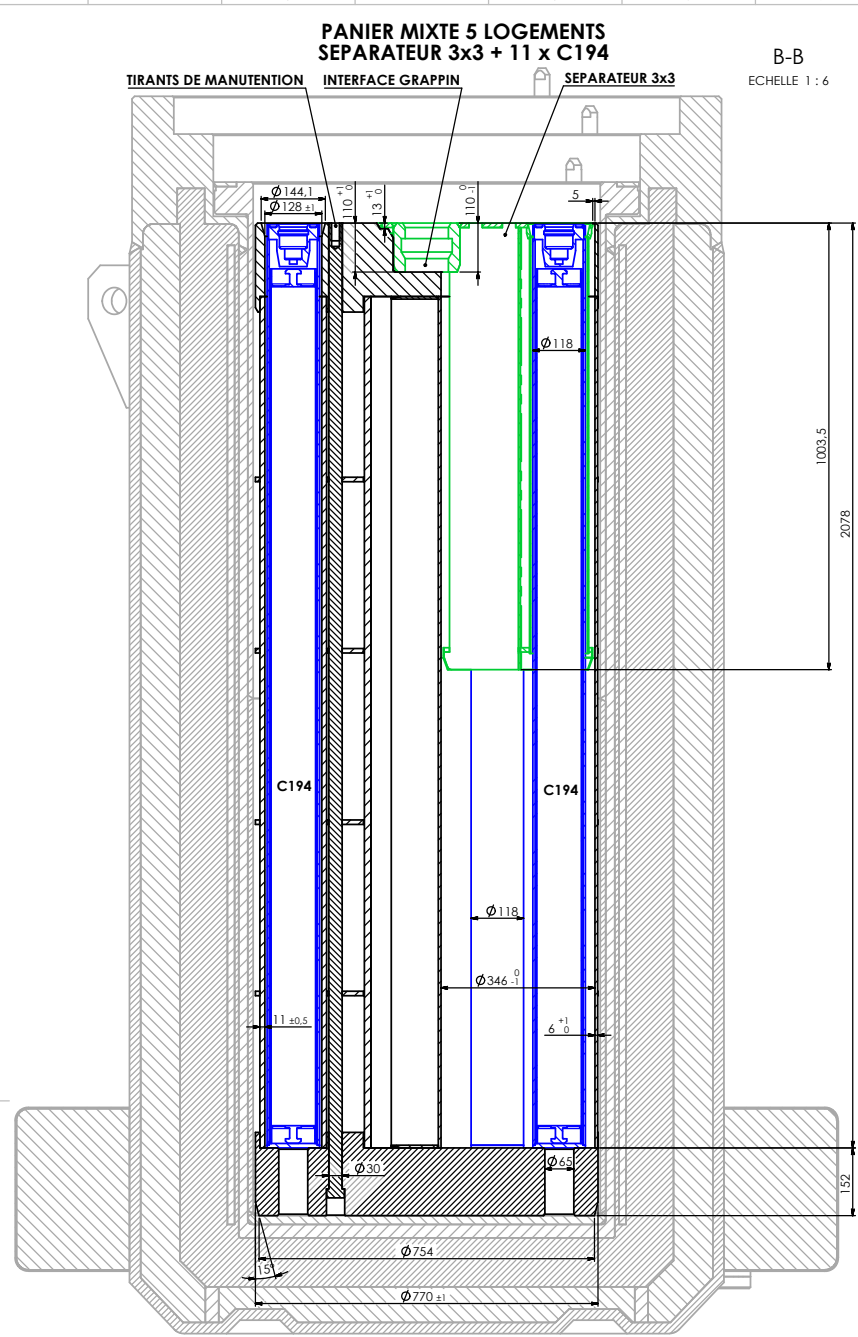 PANIER MIXTE 5 LOGEMENTS
SEPARATEUR 3x3 + 11 x C194
B-B
ECHELLE 1 : 6
TIRANTS DE MANUTENTION
INTERFACE GRAPPIN
SEPARATEUR 3x3
Ø144,1
Ø128 ±1
110 +1 0
13 +1 0
110 0 -1
5
Ø118
1003,5
2078
C194
C194
Ø118
Ø346 0 -1
11 ±0,5
6 +1 0
Ø30
Ø65
152
Ø754
15°
Ø770 ±1